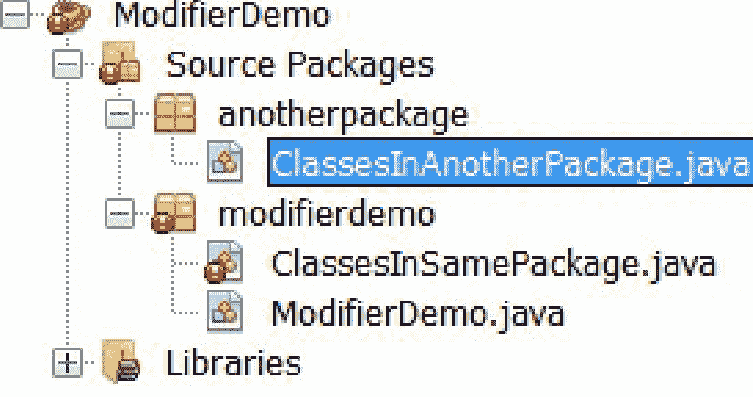 ModifierDemo
Source Packages
anotherpackage
ClassesInAnotherPackage.java
modifierdemo
ClassesInSamePackage.java
ModifierDemo.java
Libraries